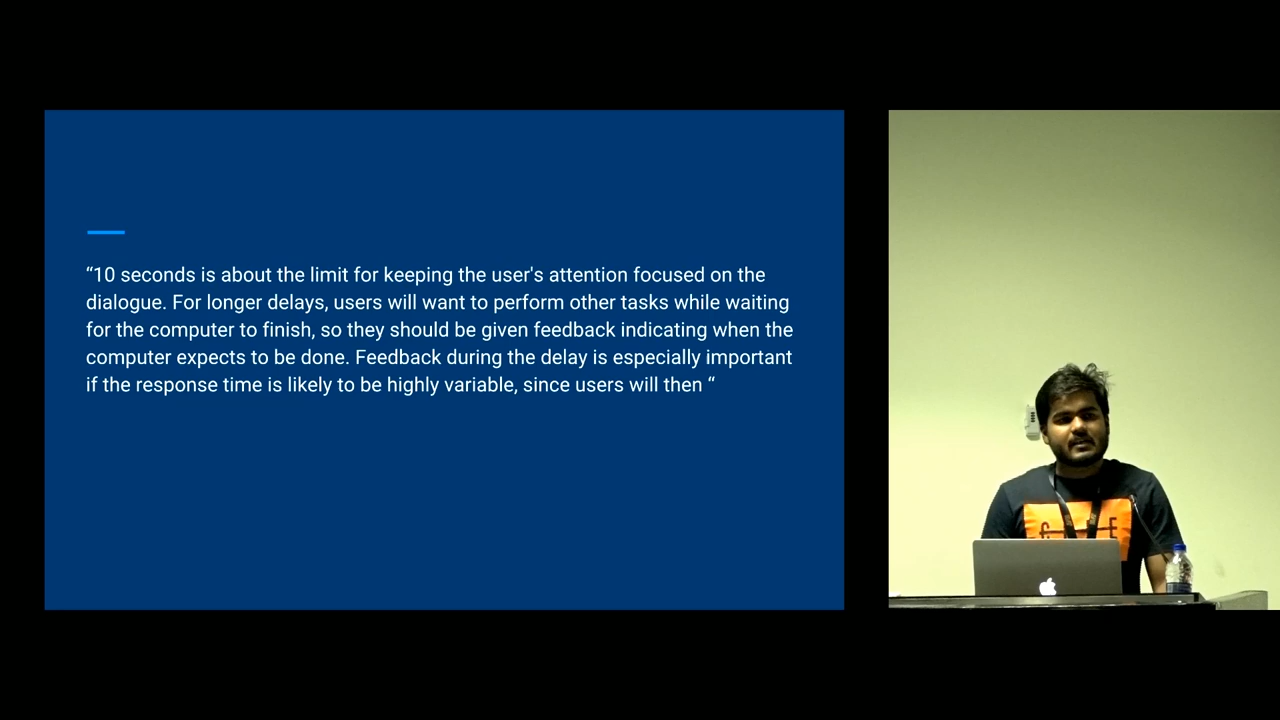 “10 seconds is about the limit for keeping the user's attention focused on the
dialogue. For longer delays, users will want to perform other tasks while waiting
for the computer to finish, so they should be given feedback indicating when the
computer expects to be done. Feedback during the delay is especially important
if the response time is likely to be highly variable, since users will then “